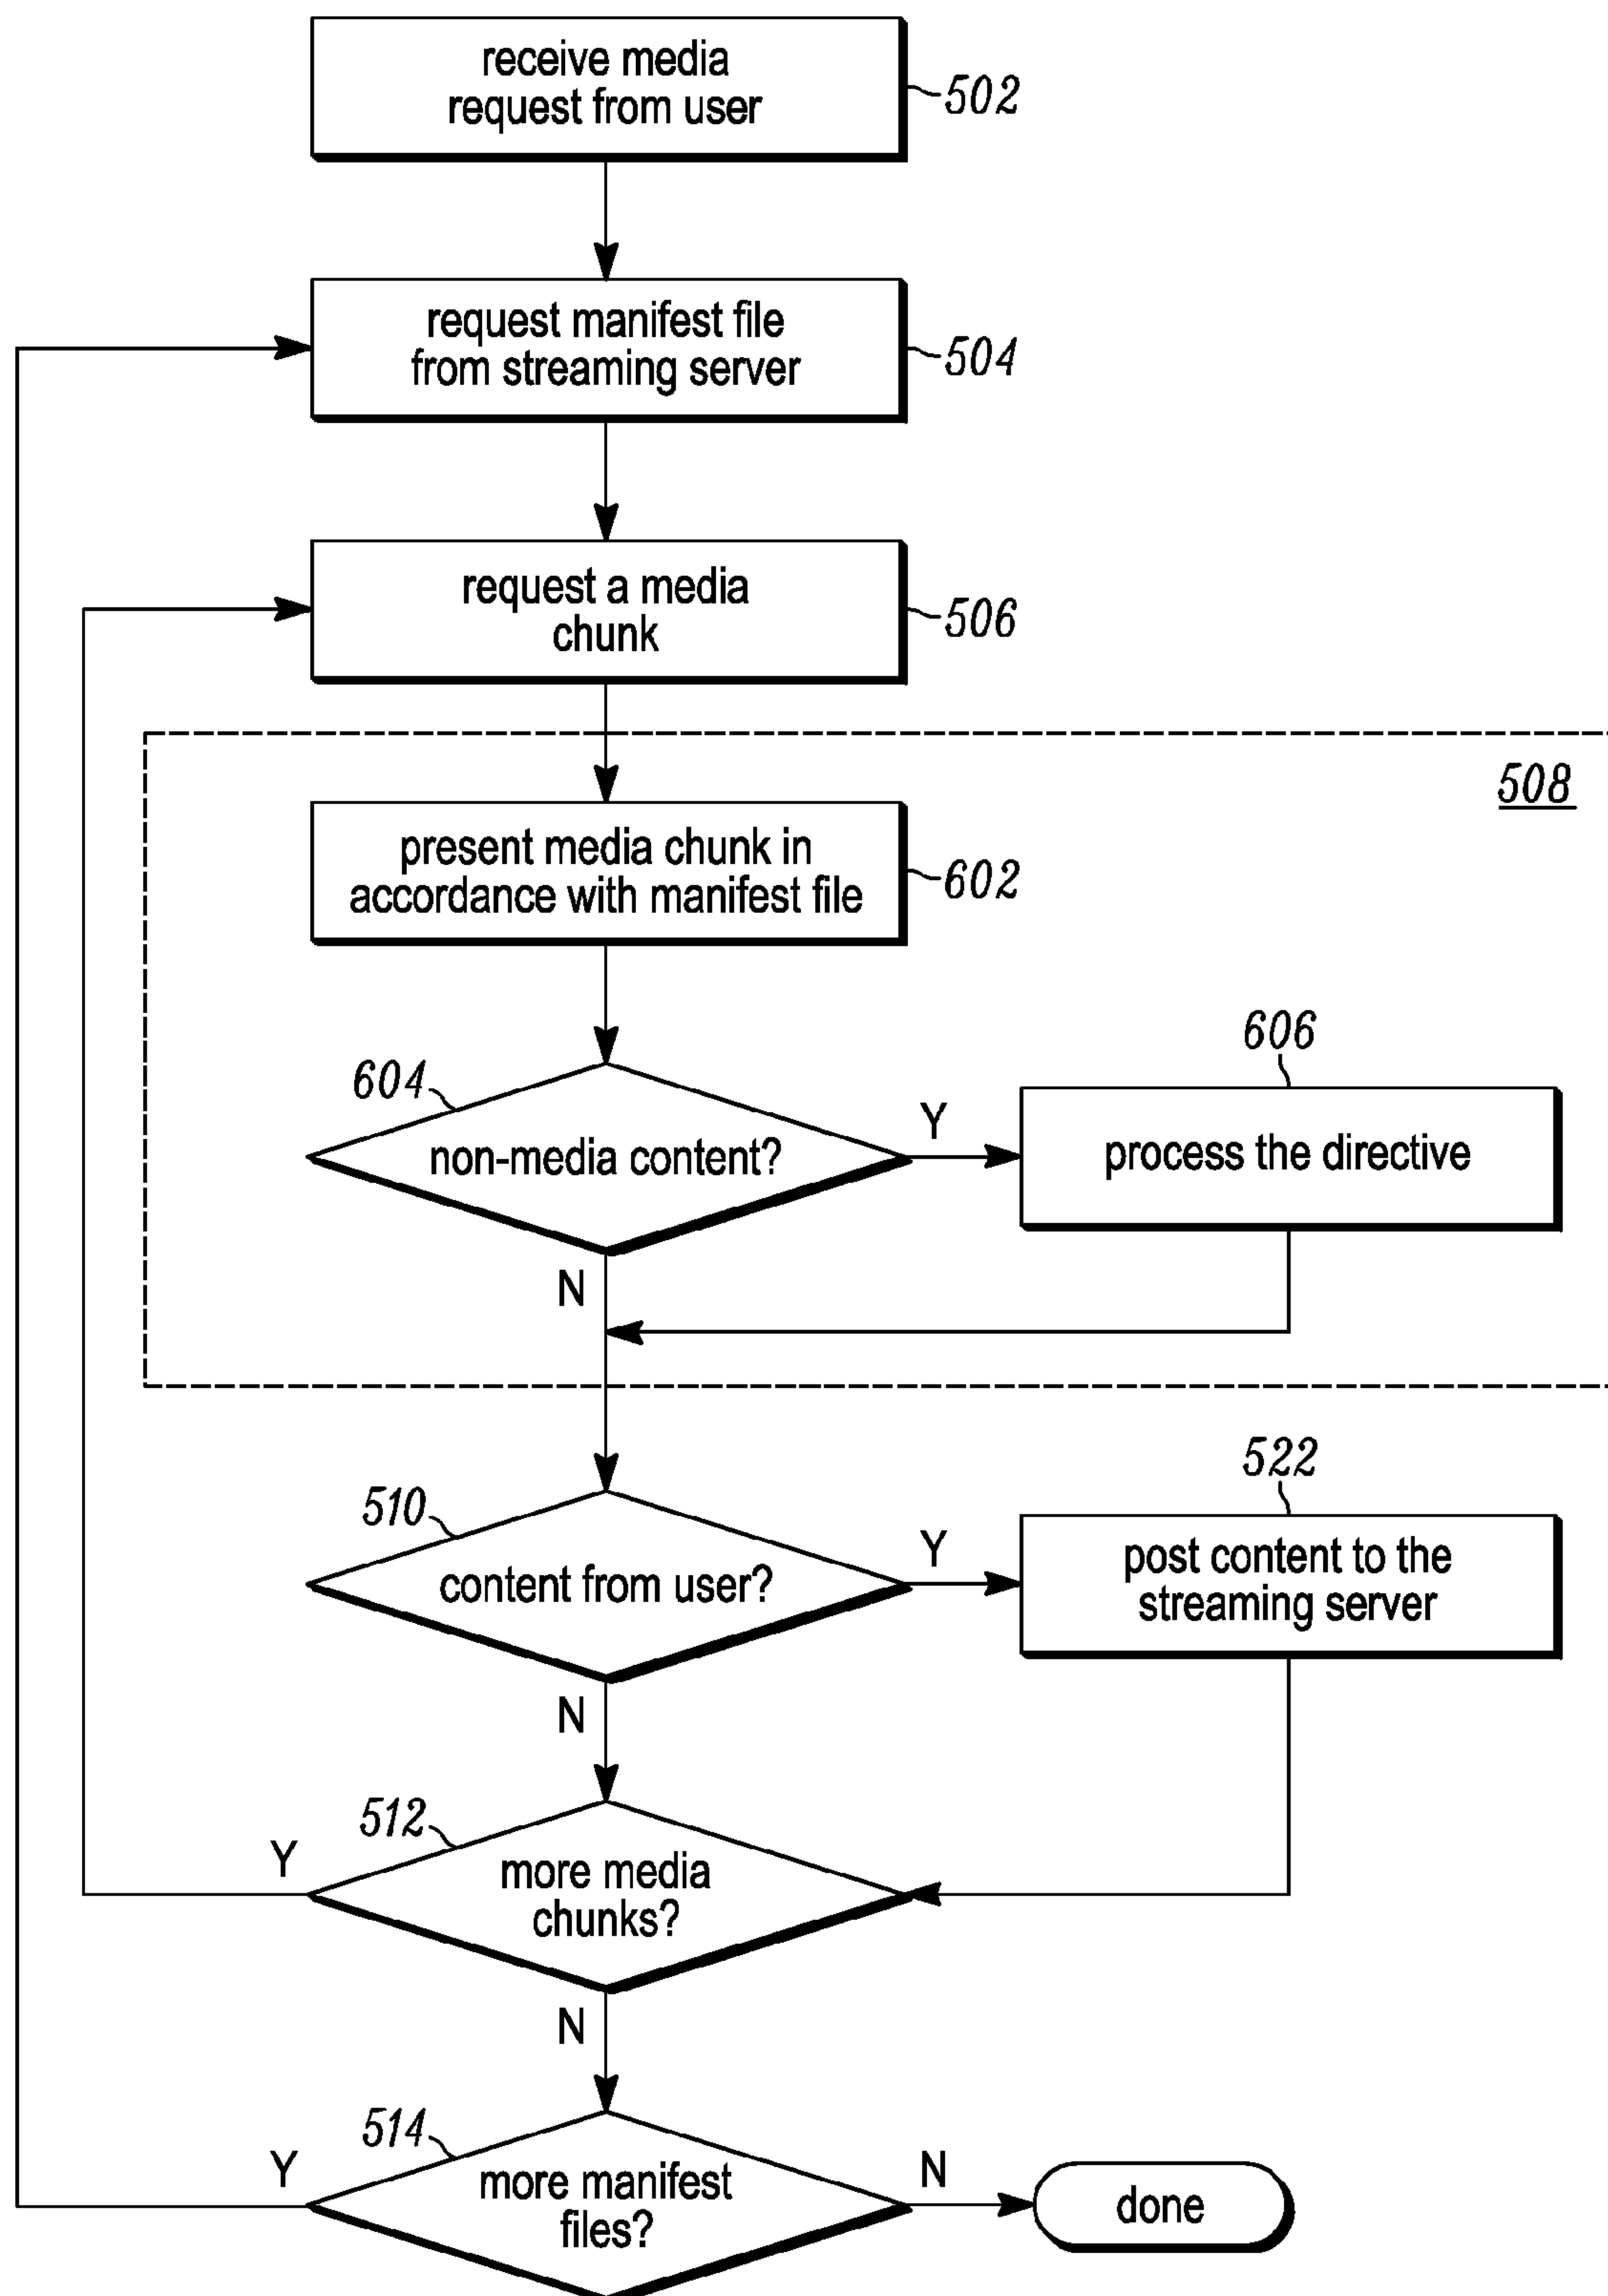 receive media
request from user
502
request manifest file
from streaming server
504
request a media
chunk
506
508
present media chunk in
accordance with manifest file
602
604
non-media content?
Y
N
606
process the directive
510
content from user?
Y
N
522
post content to the
streaming server
512
more media
chunks?
Y
N
514
more manifest
files?
Y
N
done